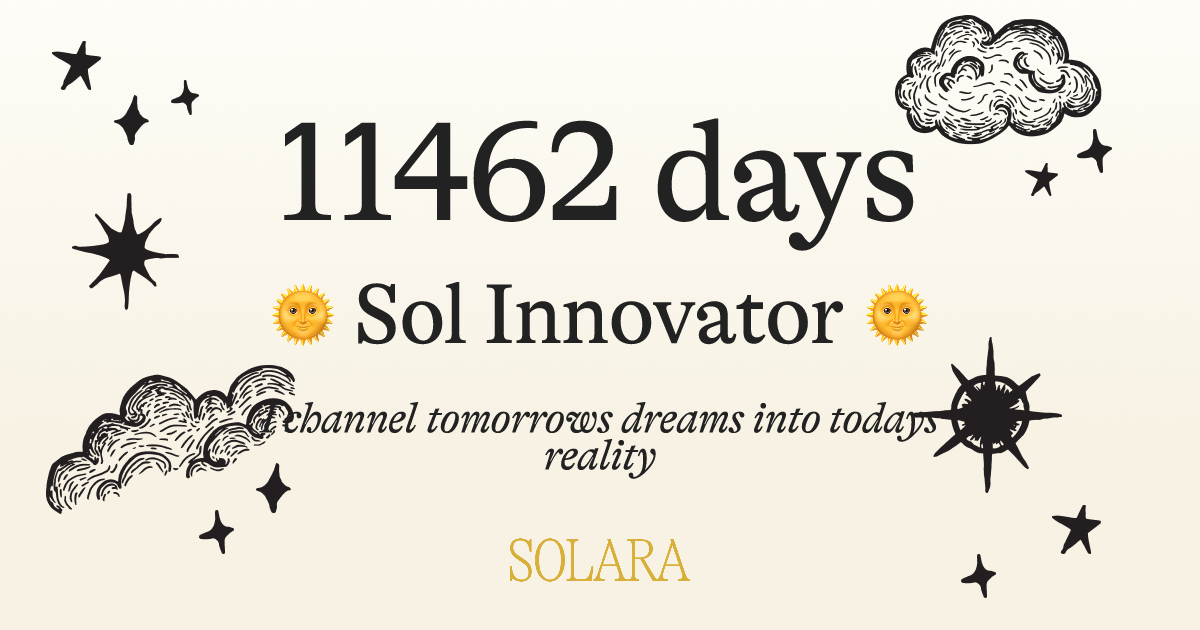 11462 days
🌞 Sol Innovator 🌞
I channel tomorrows dreams into todays
reality
SOLARA